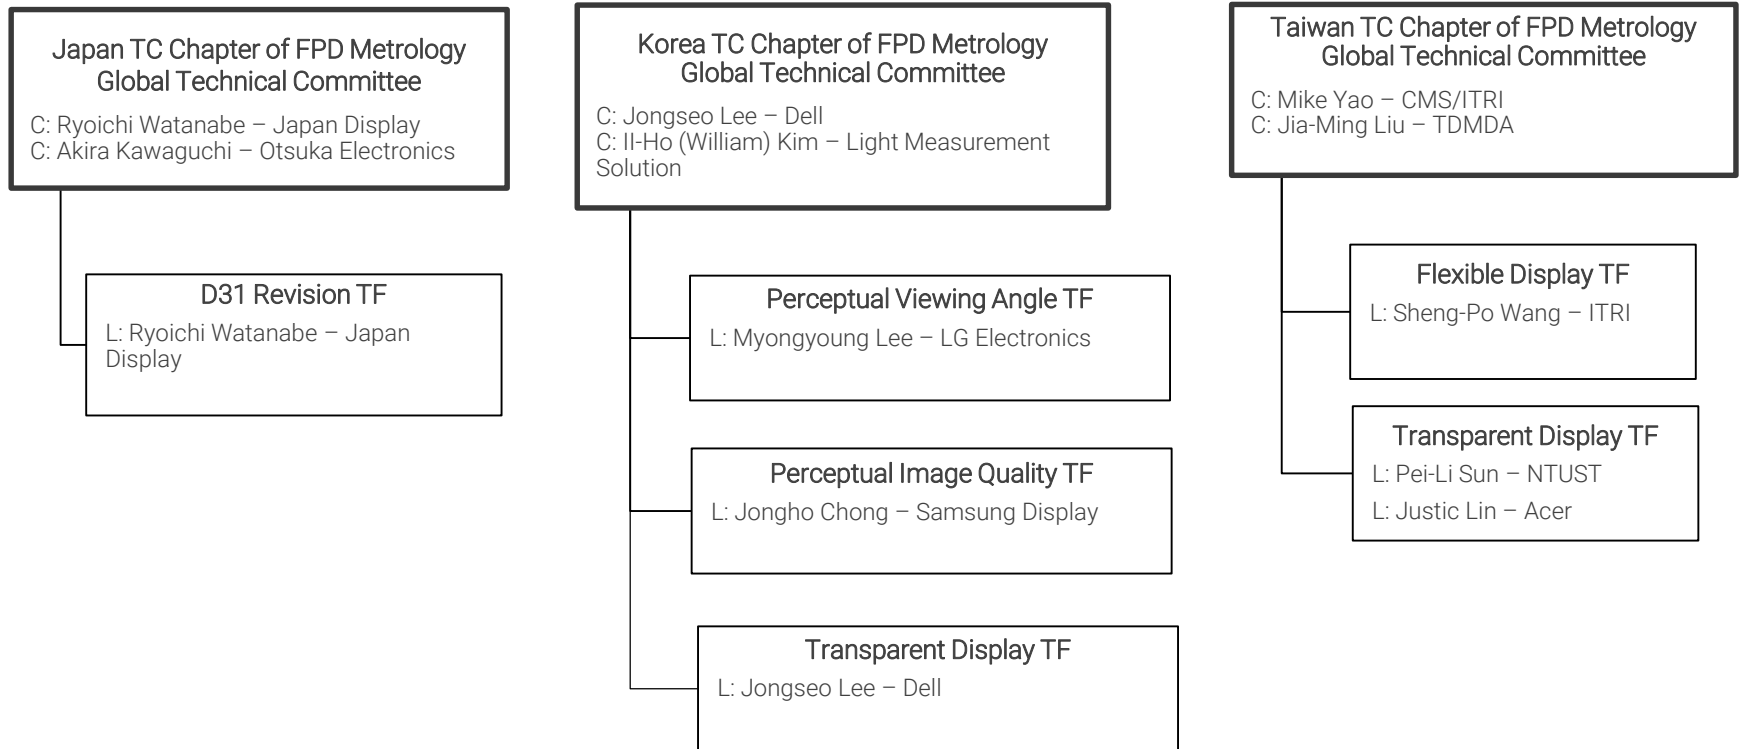 Japan TC Chapter of FPD Metrology
Global Technical Committee
C: Ryoichi Watanabe – Japan Display
C: Akira Kawaguchi – Otsuka Electronics
D31 Revision TF
L: Ryoichi Watanabe – Japan
Display
Korea TC Chapter of FPD Metrology
Global Technical Committee
C: Jongseo Lee – Dell
C: Il-Ho (William) Kim – Light Measurement
Solution
Perceptual Viewing Angle TF
L: Myongyoung Lee – LG Electronics
Perceptual Image Quality TF
L: Jongho Chong – Samsung Display
Transparent Display TF
L: Jongseo Lee – Dell
Taiwan TC Chapter of FPD Metrology
Global Technical Committee
C: Mike Yao – CMS/ITRI
C: Jia-Ming Liu – TDMDA
Flexible Display TF
L: Sheng-Po Wang – ITRI
Transparent Display TF
L: Pei-Li Sun – NTUST
L: Justic Lin – Acer